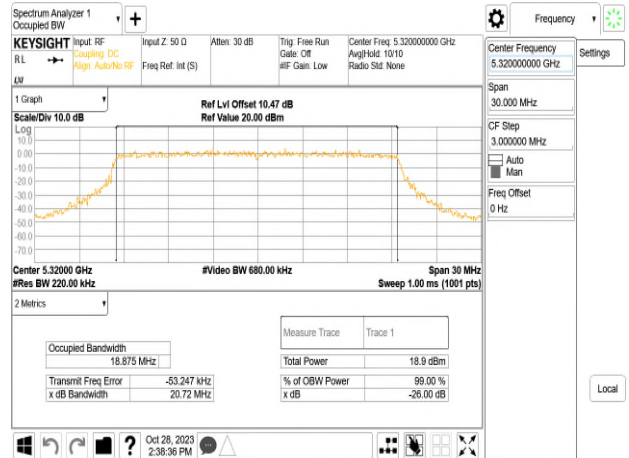 Spectrum Analyzer 1
Occupied BW
Frequency
KEYSIGHT Input: RF Input Z: 50 Ω Atten: 30 dB Trig: Free Run Center Freq: 5.320000000 GHz
RL Coupling: DC Gate: Off Avg|Hold: 10/10
Align: Auto/No RF Freq Ref: Int (S) #IF Gain: Low Radio Std: None
Center Frequency
5.320000000 GHz
Settings
Span
30.000 MHz
CF Step
3.000000 MHz
Auto
Man
Freq Offset
0 Hz
Local
1 Graph
Ref Lvl Offset 10.47 dB
Scale/Div 10.0 dB Ref Value 20.00 dBm
Log
10.0
0.00
-10.0
-20.0
-30.0
-40.0
-50.0
-60.0
-70.0
Center 5.32000 GHz #Video BW 680.00 kHz Span 30 MHz
#Res BW 220.00 kHz Sweep 1.00 ms (1001 pts)
2 Metrics
Measure Trace Trace 1
Occupied Bandwidth
18.875 MHz
Total Power 18.9 dBm
Transmit Freq Error -53.247 kHz % of OBW Power 99.00 %
x dB Bandwidth 20.72 MHz x dB -26.00 dB
Oct 28, 2023
2:38:36 PM